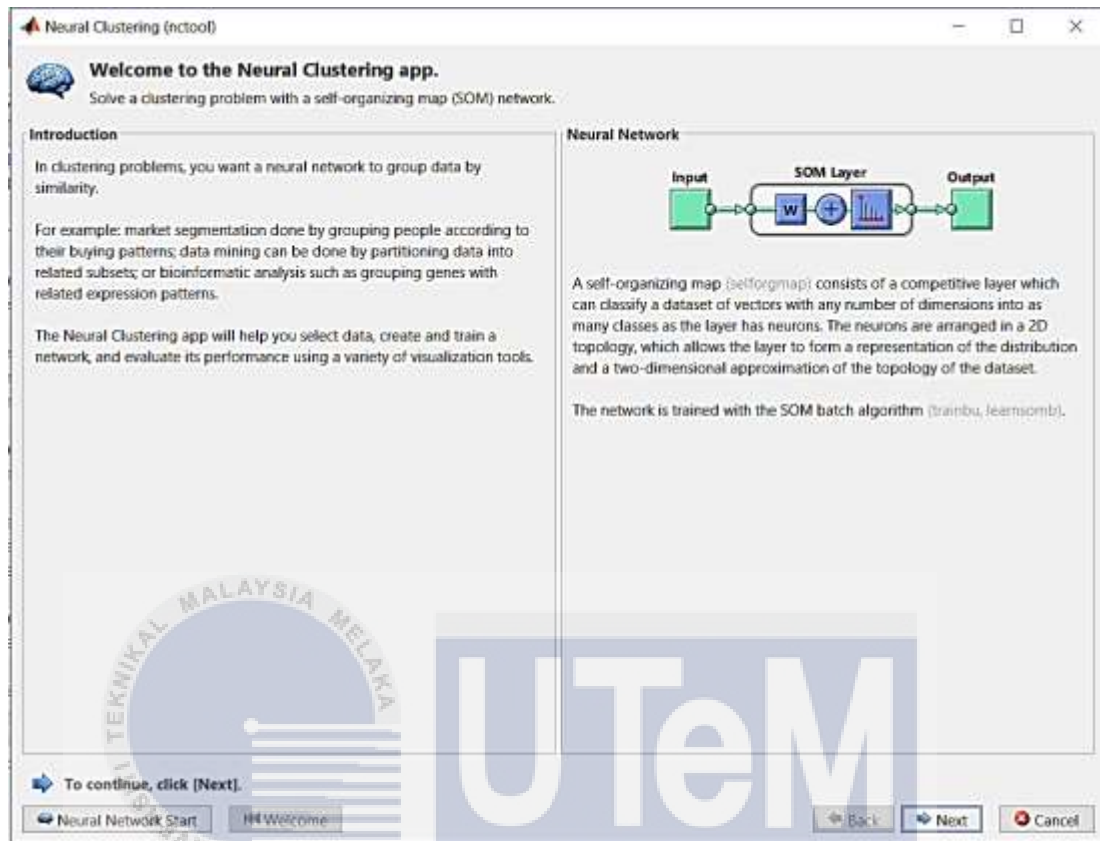 Neural Clustering (nctool)
Welcome to the Neural Clustering app.
Solve a clustering problem with a self-organizing map (SOM) network.
Introduction
In clustering problems, you want a neural network to group data by
similarity.
For example: market segmentation done by grouping people according to
their buying patterns; data mining can be done by partitioning data into
related subsets; or bioinformatic analysis such as grouping genes with
related expression patterns.
The Neural Clustering app will help you select data, create and train a
network, and evaluate its performance using a variety of visualization tools.
Neural Network
Input
SOM Layer
Output
W
+
A self-organizing map (selforgmap) consists of a competitive layer which
can classify a dataset of vectors with any number of dimensions into as
many classes as the layer has neurons. The neurons are arranged in a 2D
topology, which allows the layer to form a representation of the distribution
and a two-dimensional approximation of the topology of the dataset.
The network is trained with the SOM batch algorithm (trainbu, learnsomb).
TEKNIKAL MALAYSIA MELAKA
UTeM
To continue, click [Next].
Neural Network Start
Welcome
Back
Next
Cancel